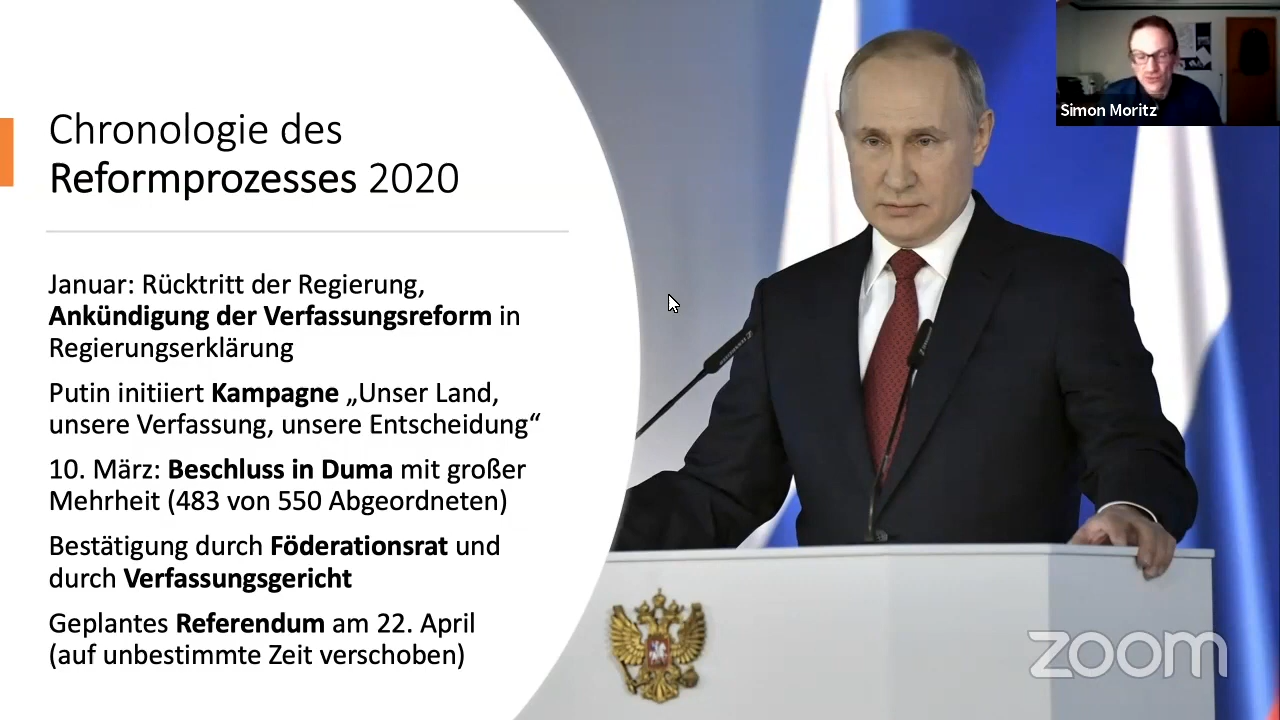 Chronologie des
Reformprozesses 2020
Januar: Rücktritt der Regierung,
Ankündigung der Verfassungsreform in
Regierungserklärung
Putin initiiert Kampagne „Unser Land,
unsere Verfassung, unsere Entscheidung“
10. März: Beschluss in Duma mit großer
Mehrheit (483 von 550 Abgeordneten)
Bestätigung durch Föderationsrat und
durch Verfassungsgericht
Geplantes Referendum am 22. April
(auf unbestimmte Zeit verschoben)
Simon Moritz
zoom